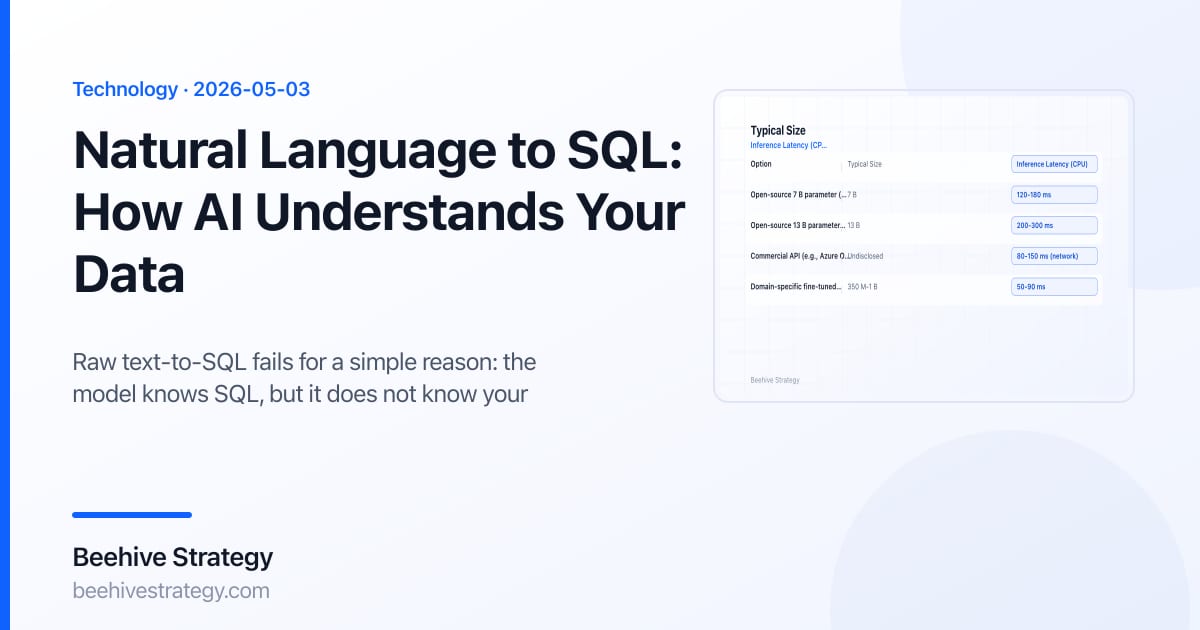 Technology · 2026-05-03
Natural Language to SQL:
How AI Understands Your
Data
Raw text-to-SQL fails for a simple reason: the
model knows SQL, but it does not know your
Beehive Strategy
beehivestrategy.com
Typical Size
Inference Latency (CP...
Option Typical Size Inference Latency (CPU)
Open-source 7 B parameter (... 7 B 120-180 ms
Open-source 13 B parameter... 13 B 200-300 ms
Commercial API (e.g., Azure O... Undisclosed 80-150 ms (network)
Domain-specific fine-tuned... 350 M-1 B 50-90 ms
Beehive Strategy